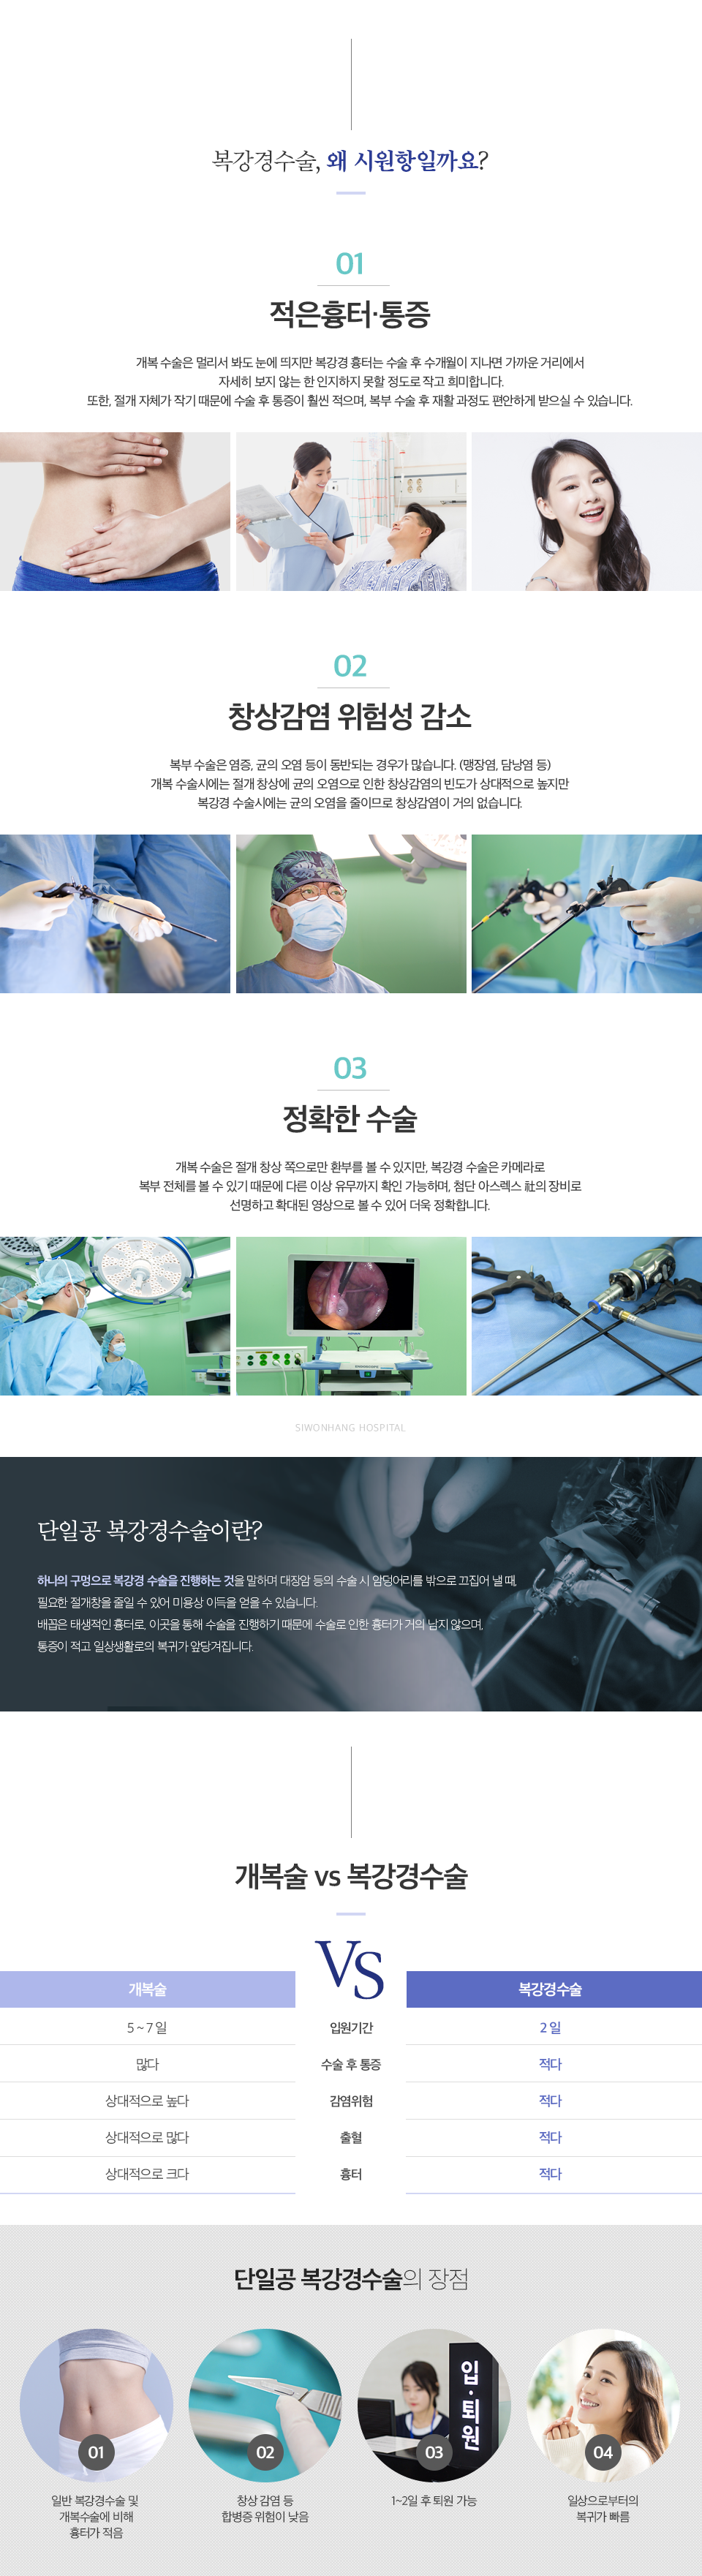 복강경수술, 왜 시원항일까요?
01
적은흉터·통증
개복 수술은 멀리서 봐도 눈에 띄지만 복강경 흉터는 수술 후 수개월이 지나면 가까운 거리에서
자세히 보지 않는 한 인지하지 못할 정도로 작고 희미합니다.
또한, 절개 자체가 작기 때문에 수술 후 통증이 훨씬 적으며, 복부 수술 후 재활 과정도 편안하게 받으실 수 있습니다.
02
창상감염 위험성 감소
복부 수술은 염증, 균의 오염 등이 동반되는 경우가 많습니다. (맹장염, 담낭염 등)
개복 수술시에는 절개 창상에 균의 오염으로 인한 창상감염의 빈도가 상대적으로 높지만
복강경 수술시에는 균의 오염을 줄이므로 창상감염이 거의 없습니다.
03
정확한 수술
개복 수술은 절개 창상 쪽으로만 환부를 볼 수 있지만, 복강경 수술은 카메라로
복부 전체를 볼 수 있기 때문에 다른 이상 유무까지 확인 가능하며, 첨단 아스렉스 社의 장비로
선명하고 확대된 영상으로 볼 수 있어 더욱 정확합니다.
SIWONHANG HOSPITAL
단일공 복강경수술이란?
하나의 구멍으로 복강경 수술을 진행하는 것을 말하며 대장암 등의 수술 시 암덩어리를 밖으로 끄집어 낼 때,
필요한 절개창을 줄일 수 있어 미용상 이득을 얻을 수 있습니다.
배꼽은 태생적인 흉터로, 이곳을 통해 수술을 진행하기 때문에 수술로 인한 흉터가 거의 남지 않으며,
통증이 적고 일상생활로의 복귀가 앞당겨집니다.
개복술 vs 복강경수술
VS
개복술 복강경수술
5 ~ 7 일 입원기간 2 일
많다 수술 후 통증 적다
상대적으로 높다 감염위험 적다
상대적으로 많다 출혈 적다
상대적으로 크다 흉터 적다
단일공 복강경수술의 장점
입·퇴원
01 02 03 04
일반 복강경수술 및
개복수술에 비해
흉터가 적음
창상 감염 등
합병증 위험이 낮음
1~2일 후 퇴원 가능
일상으로부터의
복귀가 빠름